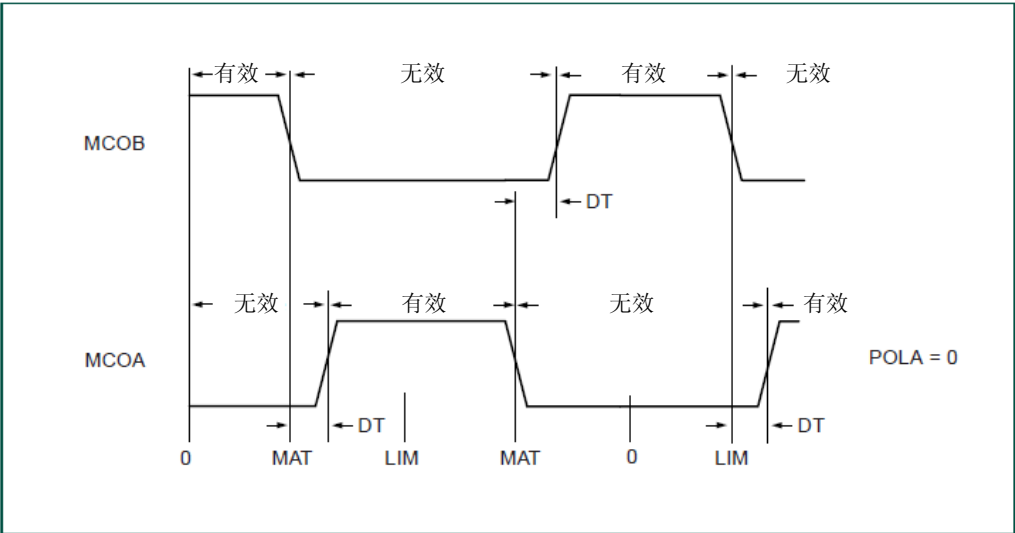 有效 无效 有效 无效
MCOB
DT
无效 有效 无效 有效
MCOA POLA = 0
DT DT
0 MAT LIM MAT 0 LIM